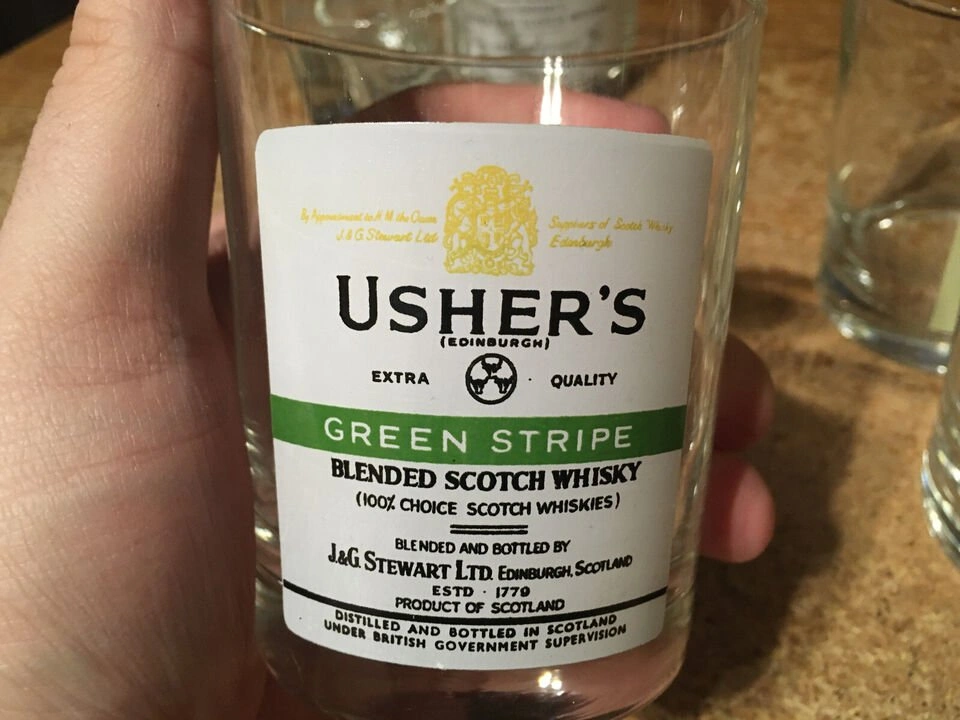 By Appointment to H. M. the Queen
J. & G. Stewart Ltd
Suppliers of Scotch Whisky
Edinburgh
USHER'S
(EDINBURGH)
EXTRA · QUALITY
GREEN STRIPE
BLENDED SCOTCH WHISKY
(100% CHOICE SCOTCH WHISKIES)
BLENDED AND BOTTLED BY
J.&G. STEWART LTD. EDINBURGH, SCOTLAND
ESTD · 1779
PRODUCT OF SCOTLAND
DISTILLED AND BOTTLED IN SCOTLAND
UNDER BRITISH GOVERNMENT SUPERVISION